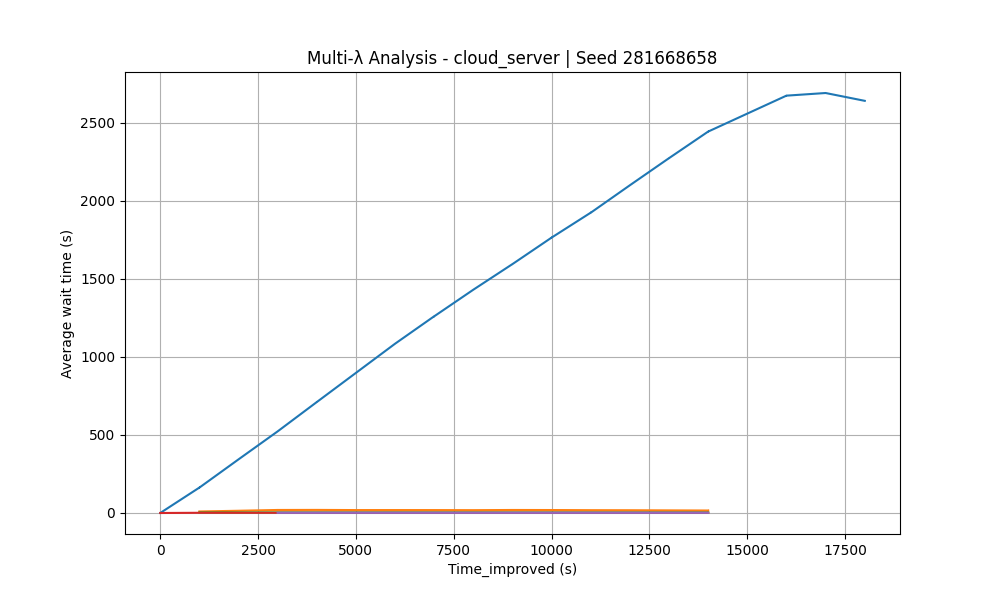 Multi-λ Analysis - cloud_server | Seed 281668658
Average wait time (s)
2500
2000
1500
1000
500
0
0 2500 5000 7500 10000 12500 15000 17500
Time_improved (s)